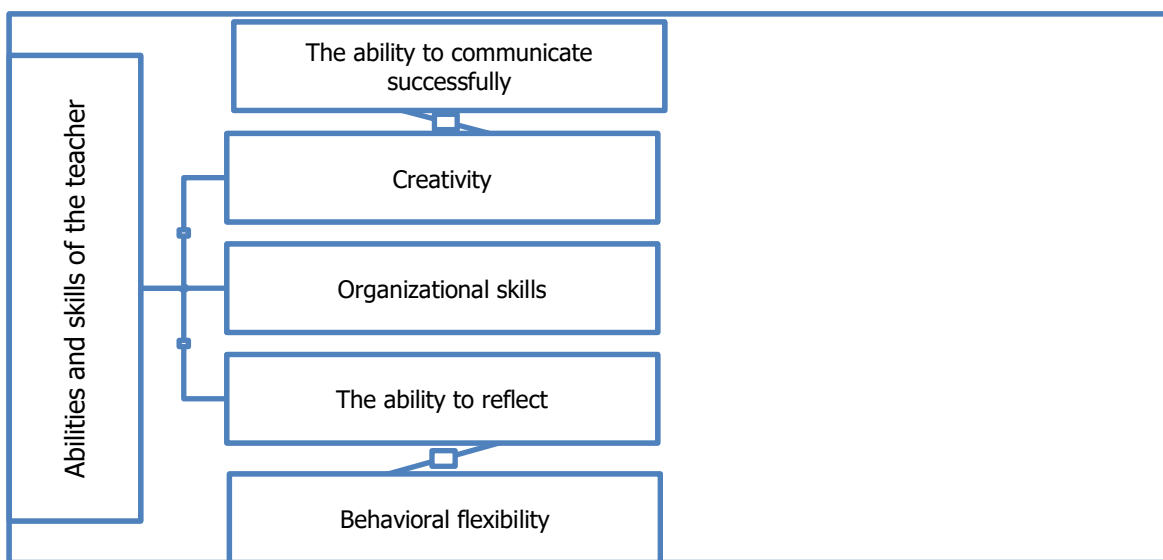 Abilities and skills of the teacher
The ability to communicate
successfully
Creativity
Organizational skills
The ability to reflect
Behavioral flexibility